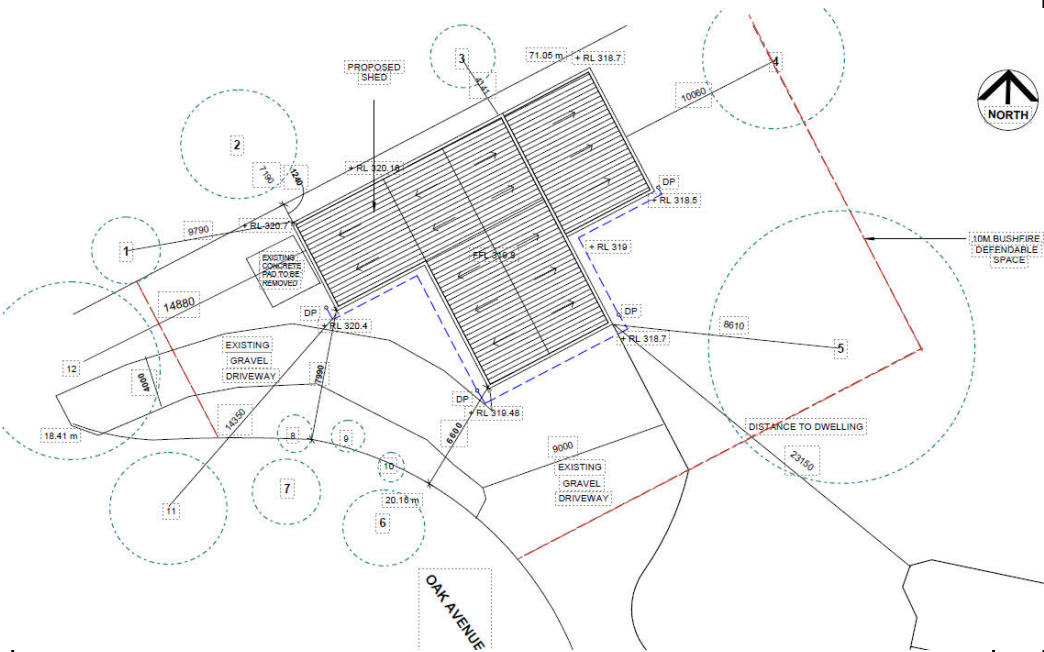 3
71.05 m
+ RL 318.7
4
PROPOSED
SHED
4341
10060
NORTH
2
+ RL 320.16
7190
1240
DP
+ RL 318.5
9790
+ RL 320.7
1
+ RL 319
10M BUSHFIRE
DEFENDABLE
SPACE
EXISTING
CONCRETE
PAD TO BE
REMOVED
FFL 319.8
14880
DP
DP
+ RL 320.4
8610
+ RL 318.7
5
EXISTING
GRAVEL
DRIVEWAY
12
4000
7990
DP
+ RL 319.48
14350
DISTANCE TO DWELLING
18.41 m
8
9
6600
9000
23150
10
EXISTING
GRAVEL
DRIVEWAY
7
20.16 m
11
6
OAK AVENUE